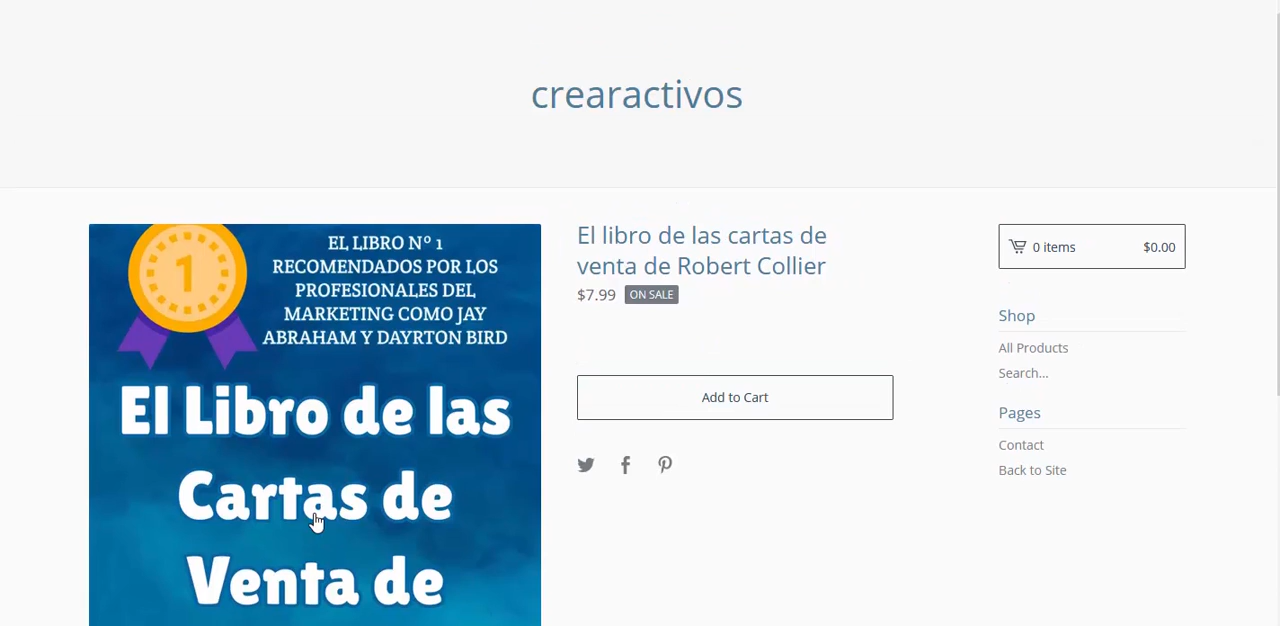 crearactivos
EL LIBRO Nº 1
RECOMENDADOS POR LOS
PROFESIONALES DEL
MARKETING COMO JAY
ABRAHAM Y DAYRTON BIRD
1
El Libro de las
Cartas de
Venta de
El libro de las cartas de
venta de Robert Collier
$7.99 ON SALE
Add to Cart
0 items $0.00
Shop
All Products
Search...
Pages
Contact
Back to Site